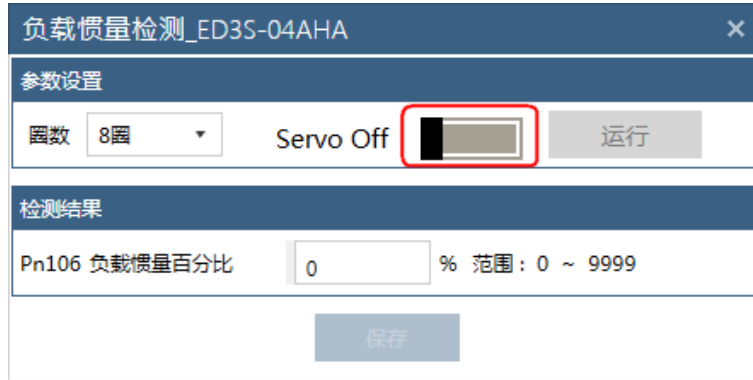 负载惯量检测_ED3S-04AHA
参数设置
圈数 8圈 Servo Off 运行
检测结果
Pn106 负载惯量百分比 0 % 范围：0 ~ 9999
保存